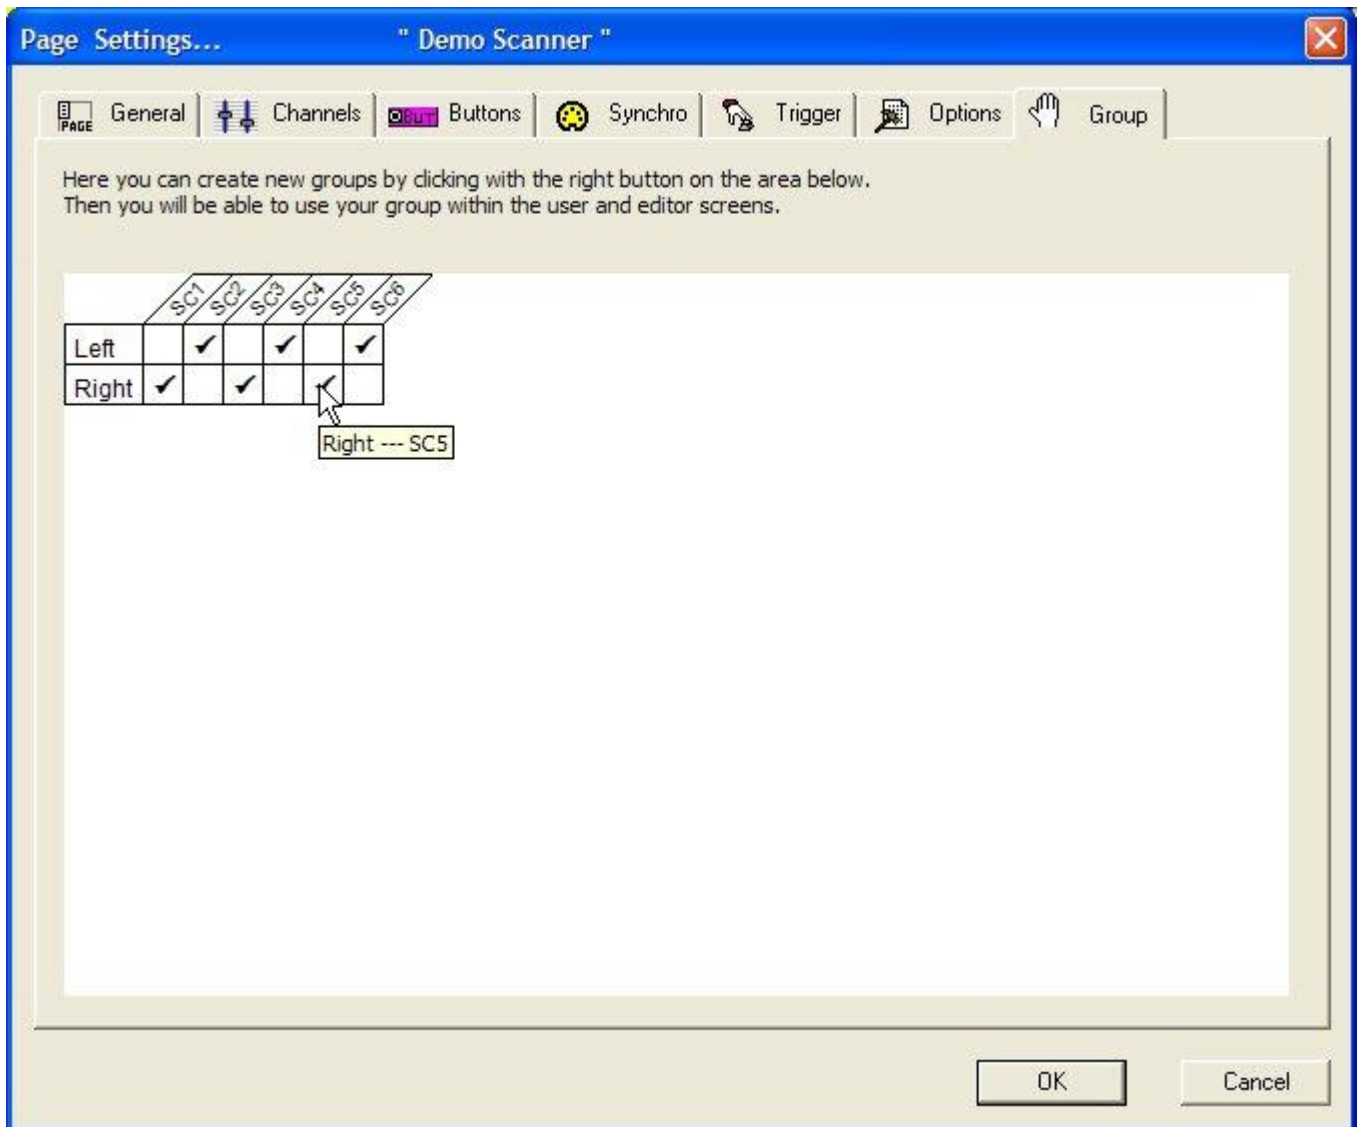 Page Settings... " Demo Scanner "
PAGE General Channels BUT Buttons Synchro Trigger Options Group
Here you can create new groups by clicking with the right button on the area below.
Then you will be able to use your group within the user and editor screens.
SC1 SC2 SC3 SC4 SC5 SC6
Left
Right
Right --- SC5
OK Cancel